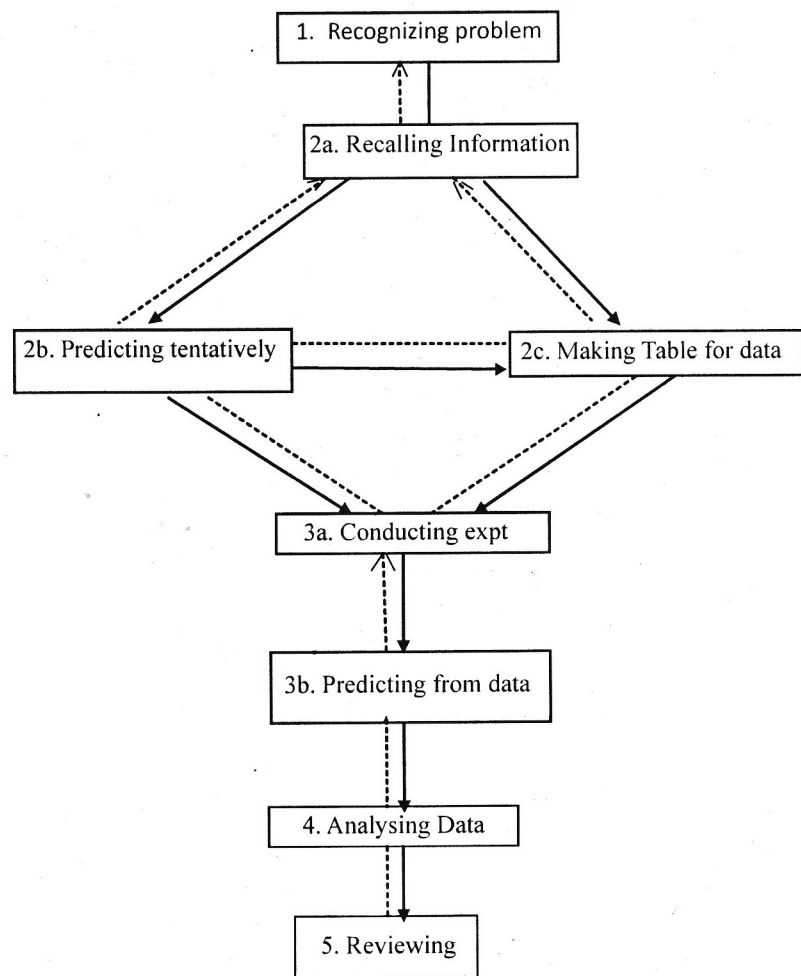 1. Recognizing problem
2a. Recalling Information
2b. Predicting tentatively
2c. Making Table for data
3a. Conducting expt
3b. Predicting from data
4. Analysing Data
5. Reviewing